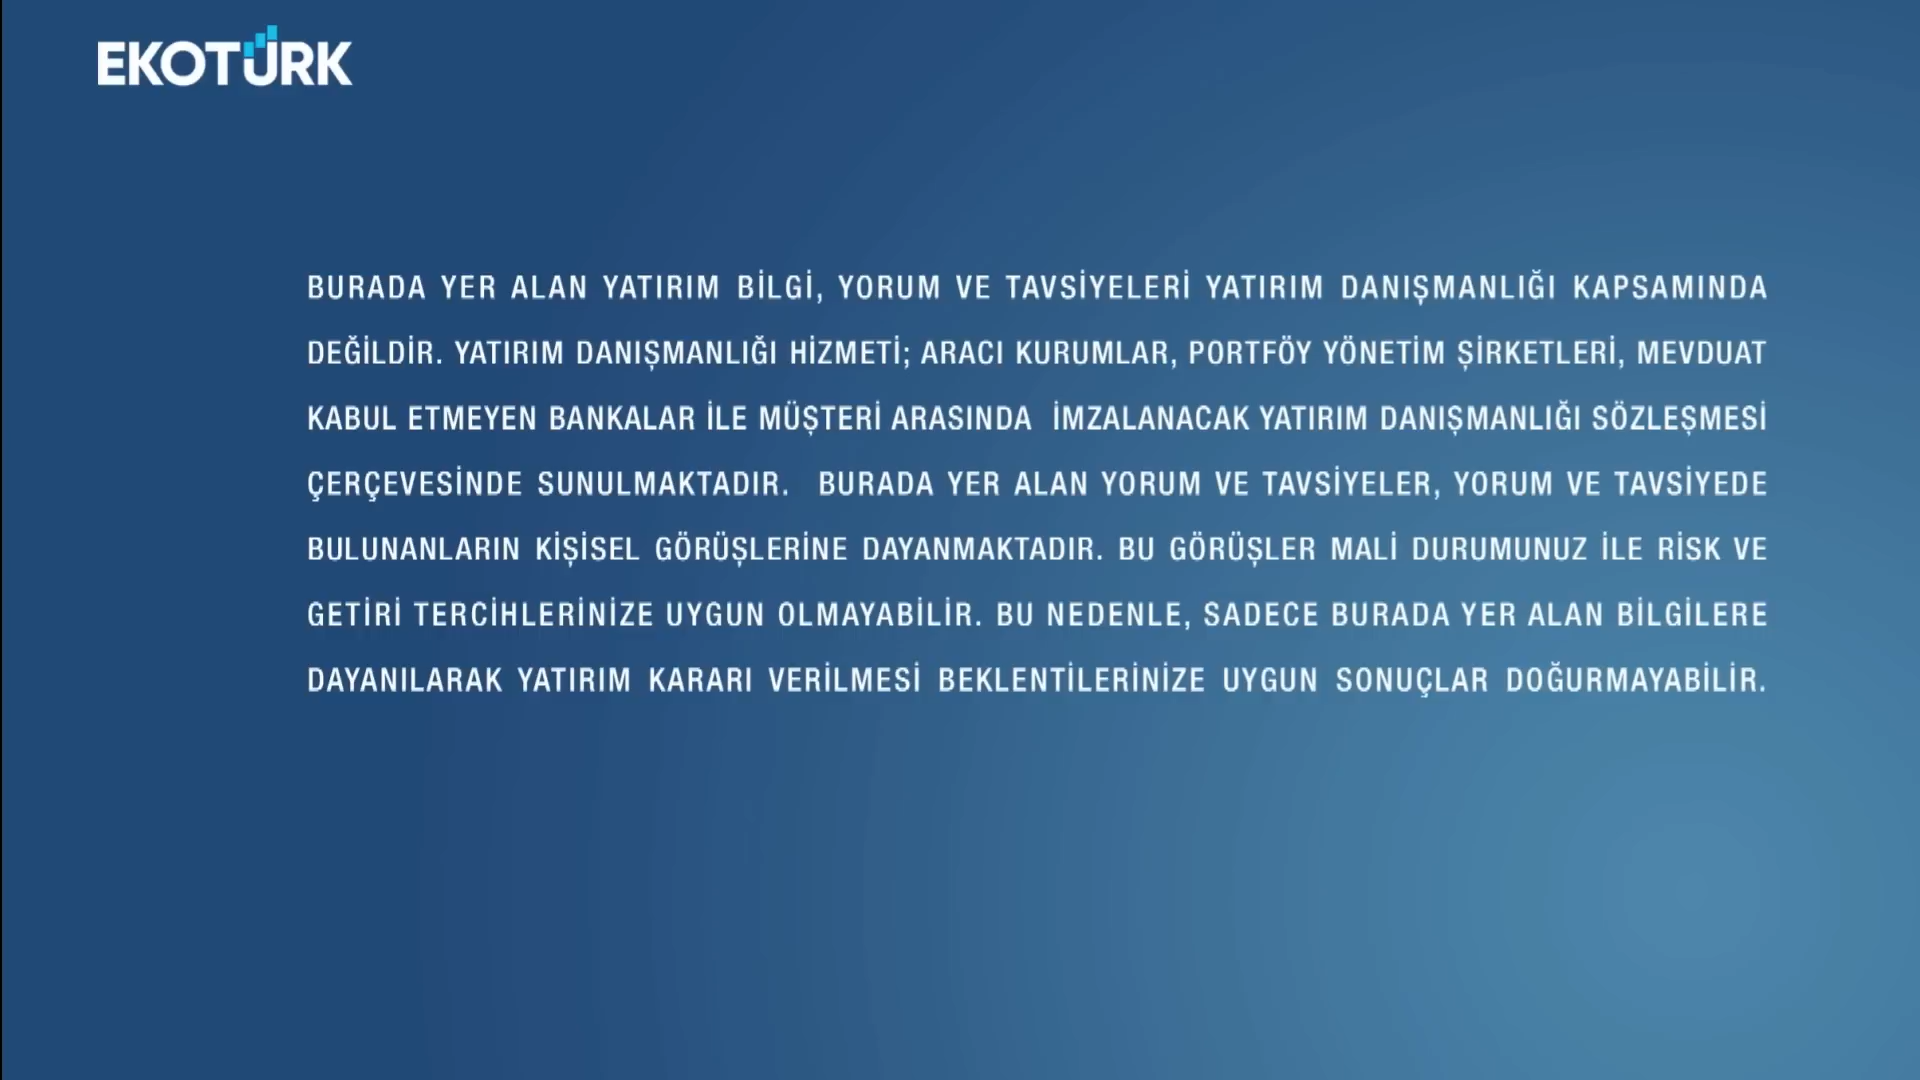 EKOTÜRK
BURADA YER ALAN YATIRIM BİLGİ, YORUM VE TAVSİYELERİ YATIRIM DANIŞMANLIĞI KAPSAMINDA
DEĞİLDİR. YATIRIM DANIŞMANLIĞI HİZMETİ; ARACI KURUMLAR, PORTFÖY YÖNETİM ŞİRKETLERİ, MEVDUAT
KABUL ETMEYEN BANKALAR İLE MÜŞTERİ ARASINDA İMZALANACAK YATIRIM DANIŞMANLIĞI SÖZLEŞMESİ
ÇERÇEVESİNDE SUNULMAKTADIR. BURADA YER ALAN YORUM VE TAVSİYELER, YORUM VE TAVSİYEDE
BULUNANLARIN KİŞİSEL GÖRÜŞLERİNE DAYANMAKTADIR. BU GÖRÜŞLER MALİ DURUMUNUZ İLE RİSK VE
GETİRİ TERCİHLERİNİZE UYGUN OLMAYABİLİR. BU NEDENLE, SADECE BURADA YER ALAN BİLGİLERE
DAYANILARAK YATIRIM KARARI VERİLMESİ BEKLENTİLERİNİZE UYGUN SONUÇLAR DOĞURMAYABİLİR.